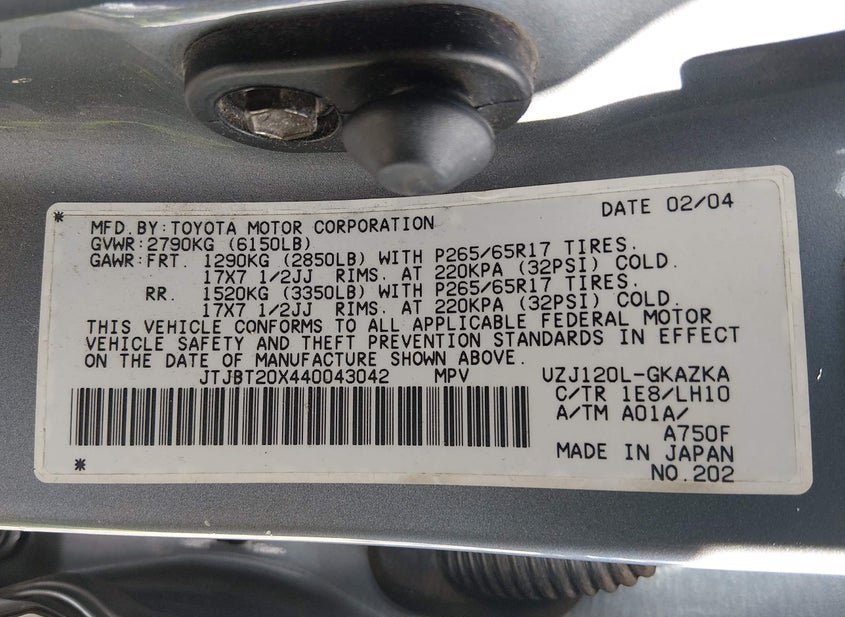 DATE 02/04
MFD.BY:TOYOTA MOTOR CORPORATION
GVWR:2790KG (6150LB)
GAWR:FRT. 1290KG (2850LB) WITH P265/65R17 TIRES.
17X7 1/2JJ RIMS. AT 220KPA (32PSI) COLD.
RR. 1520KG (3350LB) WITH P265/65R17 TIRES.
17X7 1/2JJ RIMS. AT 220KPA (32PSI) COLD.
THIS VEHICLE CONFORMS TO ALL APPLICABLE FEDERAL MOTOR
VEHICLE SAFETY AND THEFT PREVENTION STANDARDS IN EFFECT
ON THE DATE OF MANUFACTURE SHOWN ABOVE.
JTJBT20X440043042 MPV UZJ120L-GKAZKA
C/TR 1E8/LH10
A/TM A01A/
A750F
MADE IN JAPAN
NO.202